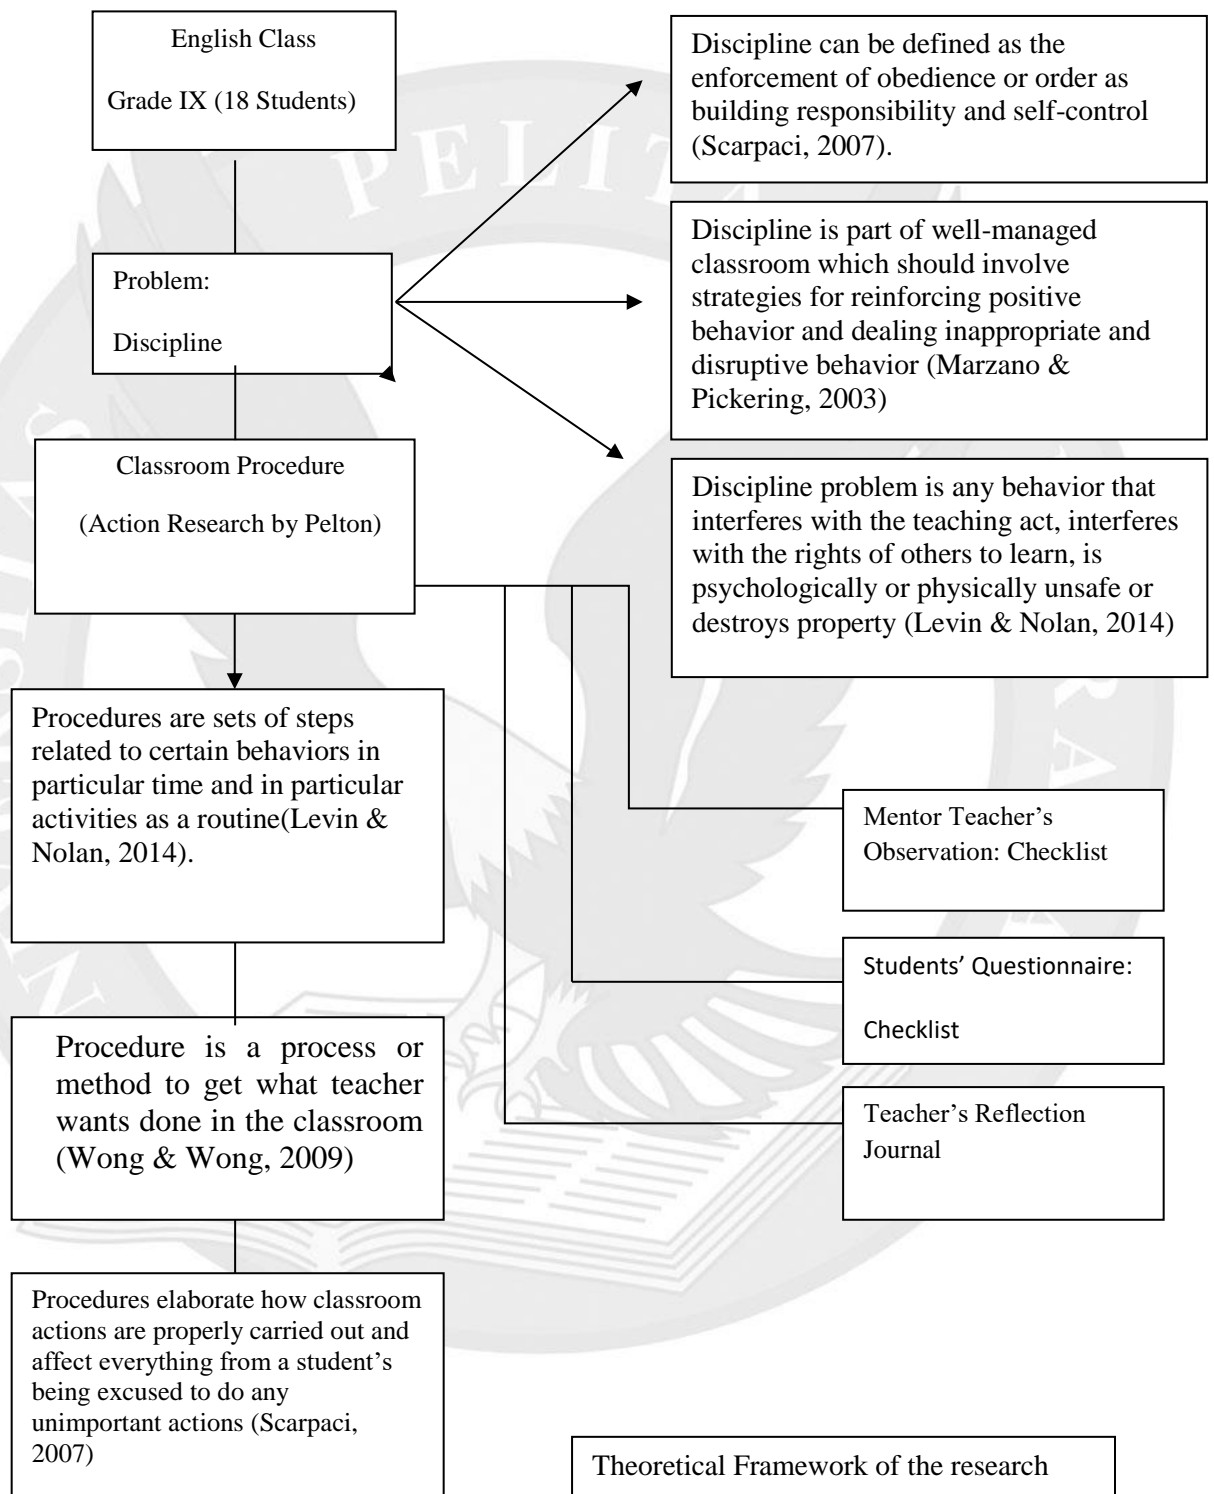 English Class
Grade IX (18 Students)
Discipline can be defined as the
enforcement of obedience or order as
building responsibility and self-control
(Scarpaci, 2007).
Problem:
Discipline
Discipline is part of well-managed
classroom which should involve
strategies for reinforcing positive
behavior and dealing inappropriate and
disruptive behavior (Marzano &
Pickering, 2003)
Classroom Procedure
(Action Research by Pelton)
Discipline problem is any behavior that
interferes with the teaching act, interferes
with the rights of others to learn, is
psychologically or physically unsafe or
destroys property (Levin & Nolan, 2014)
Procedures are sets of steps
related to certain behaviors in
particular time and in particular
activities as a routine(Levin &
Nolan, 2014).
Mentor Teacher’s
Observation: Checklist
Students’ Questionnaire:
Checklist
Procedure is a process or
method to get what teacher
wants done in the classroom
(Wong & Wong, 2009)
Teacher’s Reflection
Journal
Procedures elaborate how classroom
actions are properly carried out and
affect everything from a student’s
being excused to do any
unimportant actions (Scarpaci,
2007)
Theoretical Framework of the research